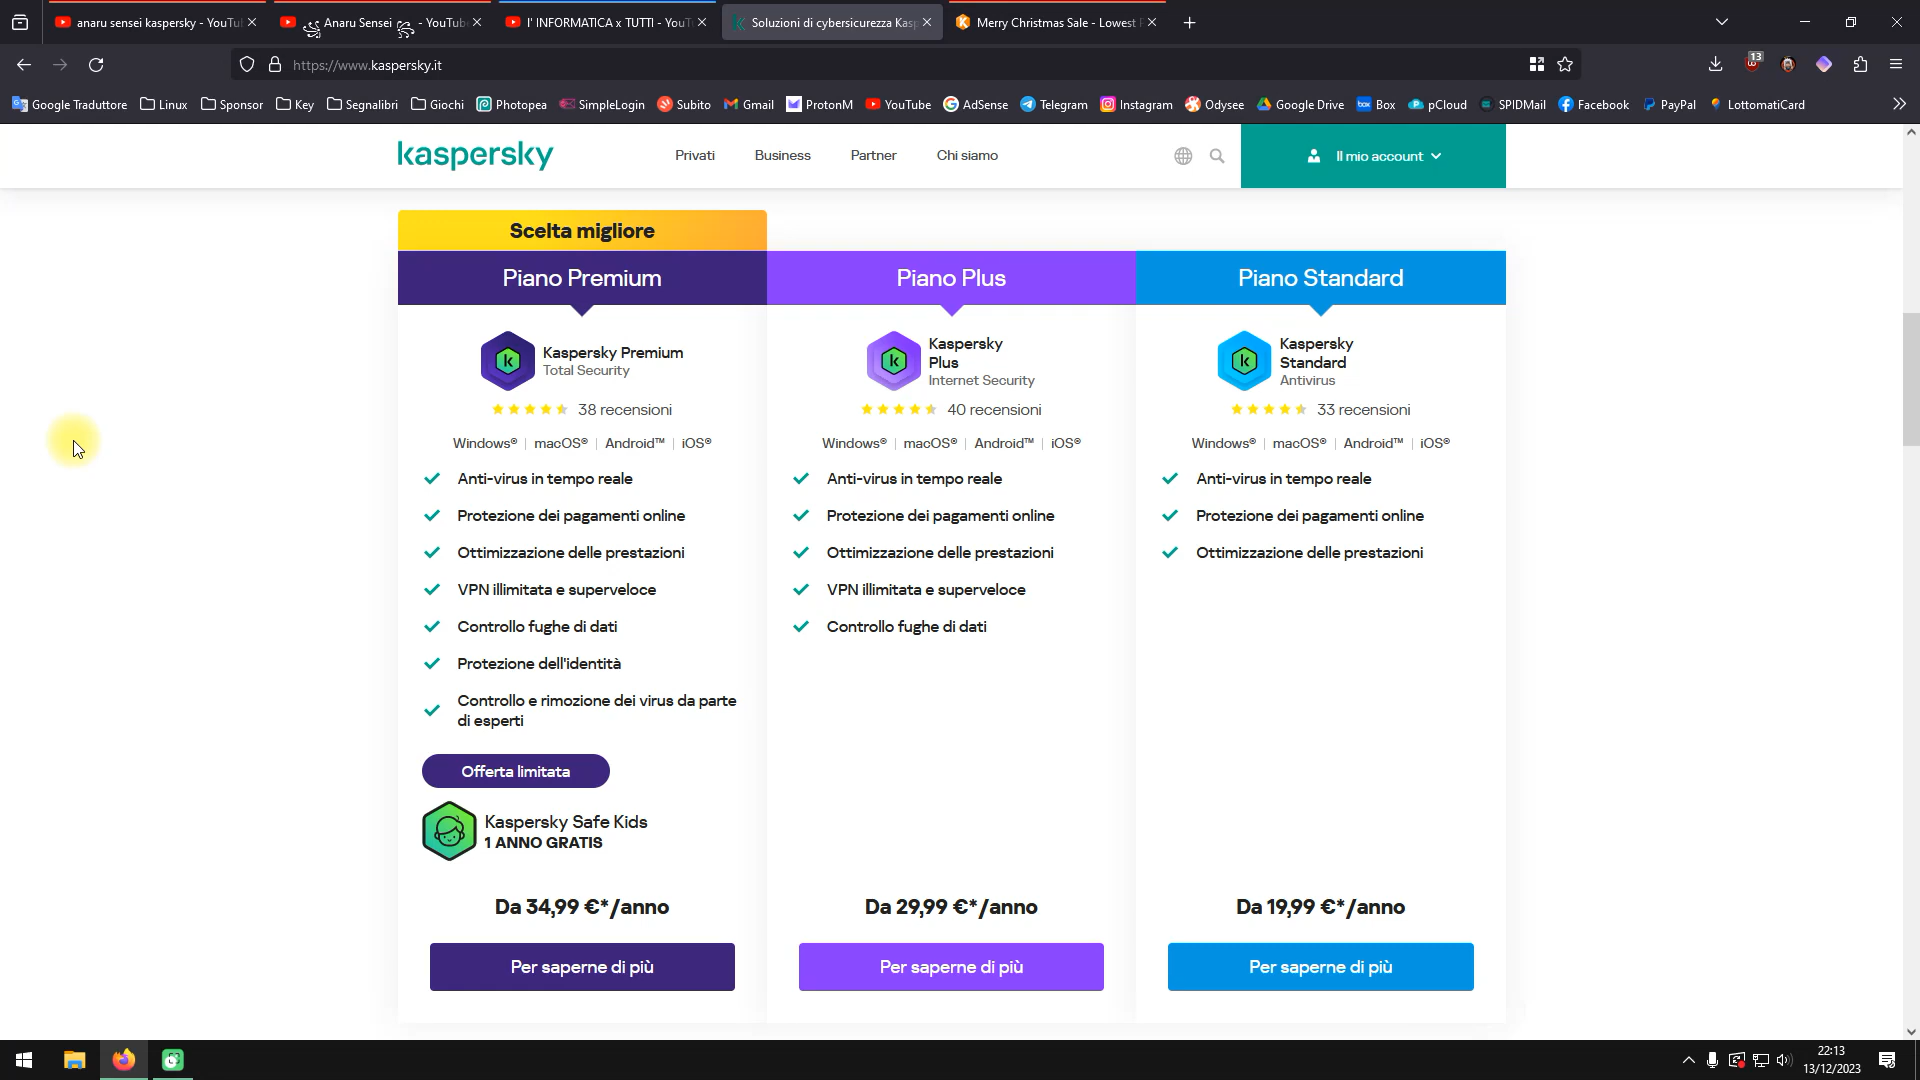 anaru sensei kaspersky - YouTu
Anaru Sensei - YouTube
l' INFORMATICA x TUTTI - YouT
Soluzioni di cybersicurezza Kasp
Merry Christmas Sale - Lowest
https://www.kaspersky.it
13
Google Traduttore
Linux
Sponsor
Key
Segnalibri
Giochi
Photopea
SimpleLogin
Subito
Gmail
ProtonM
YouTube
AdSense
Telegram
Instagram
Odysee
Google Drive
Box
pCloud
SPIDMail
Facebook
PayPal
LottomatiCard
kaspersky
Privati
Business
Partner
Chi siamo
Il mio account
Scelta migliore
Piano Premium
Kaspersky Premium
Total Security
38 recensioni
Windows® | macOS® | Android™ | iOS®
Anti-virus in tempo reale
Protezione dei pagamenti online
Ottimizzazione delle prestazioni
VPN illimitata e superveloce
Controllo fughe di dati
Protezione dell'identità
Controllo e rimozione dei virus da parte
di esperti
Offerta limitata
Kaspersky Safe Kids
1 ANNO GRATIS
Da 34,99 €*/anno
Per saperne di più
Piano Plus
Kaspersky
Plus
Internet Security
40 recensioni
Windows® | macOS® | Android™ | iOS®
Anti-virus in tempo reale
Protezione dei pagamenti online
Ottimizzazione delle prestazioni
VPN illimitata e superveloce
Controllo fughe di dati
Da 29,99 €*/anno
Per saperne di più
Piano Standard
Kaspersky
Standard
Antivirus
33 recensioni
Windows® | macOS® | Android™ | iOS®
Anti-virus in tempo reale
Protezione dei pagamenti online
Ottimizzazione delle prestazioni
Da 19,99 €*/anno
Per saperne di più
22:13
13/12/2023